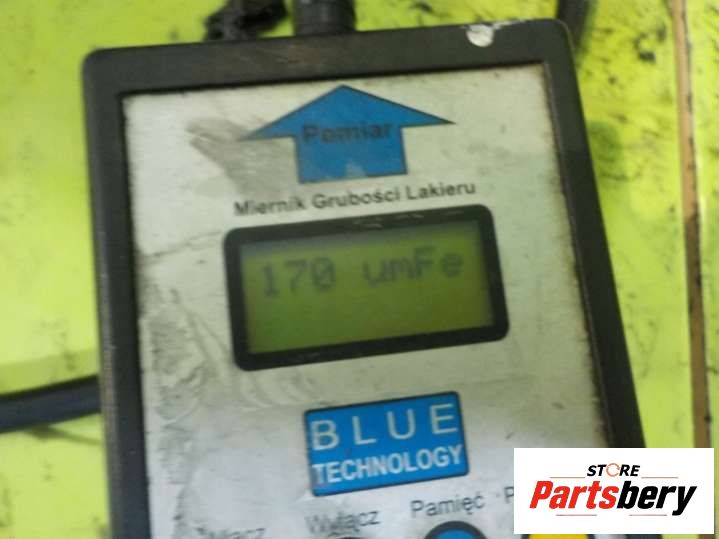 Pomiar
Miernik Grubości Lakieru
170 umFe
BLUE
TECHNOLOGY
Wyłącz Pamięć
STORE
Partsbery